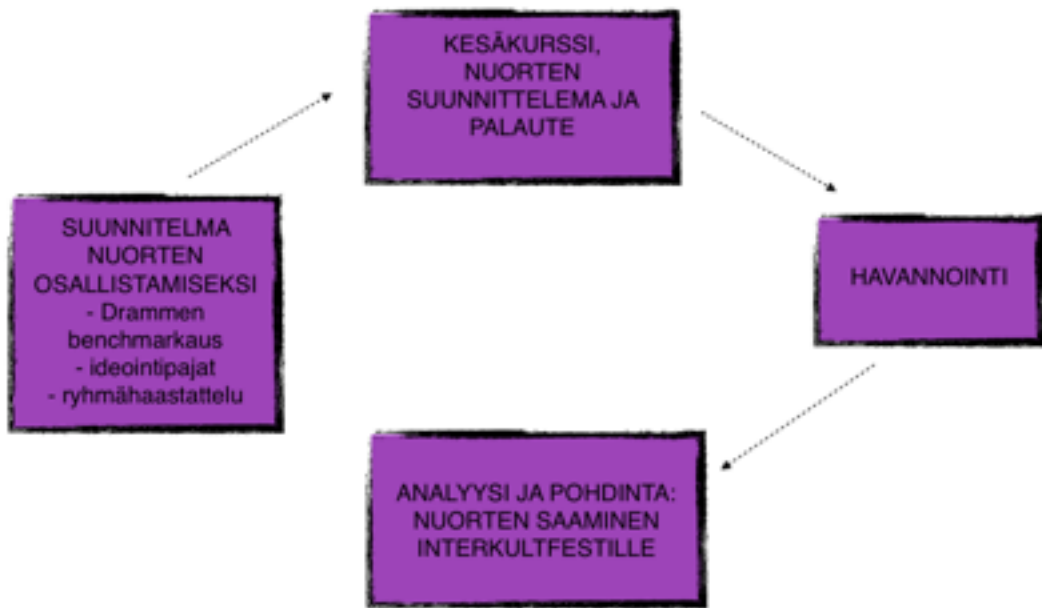 KESÄKURSSI,
NUORTEN
SUUNNITTELEMA JA
PALAUTE
SUUNNITELMA
NUORTEN
OSALLISTAMISEKSI
- Drammen
benchmarkaus
- ideointipajat
- ryhmähaastattelu
HAVANNOINTI
ANALYYSI JA POHDINTA:
NUORTEN SAAMINEN
INTERKULTFESTILLE